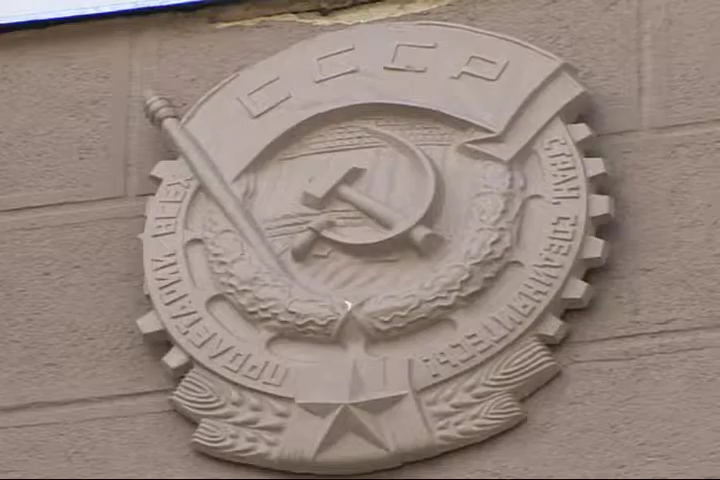 СССР
ПРОЛЕТАРИИ ВСЕХ
СТРАН, СОЕДИНЯЙТЕСЬ!